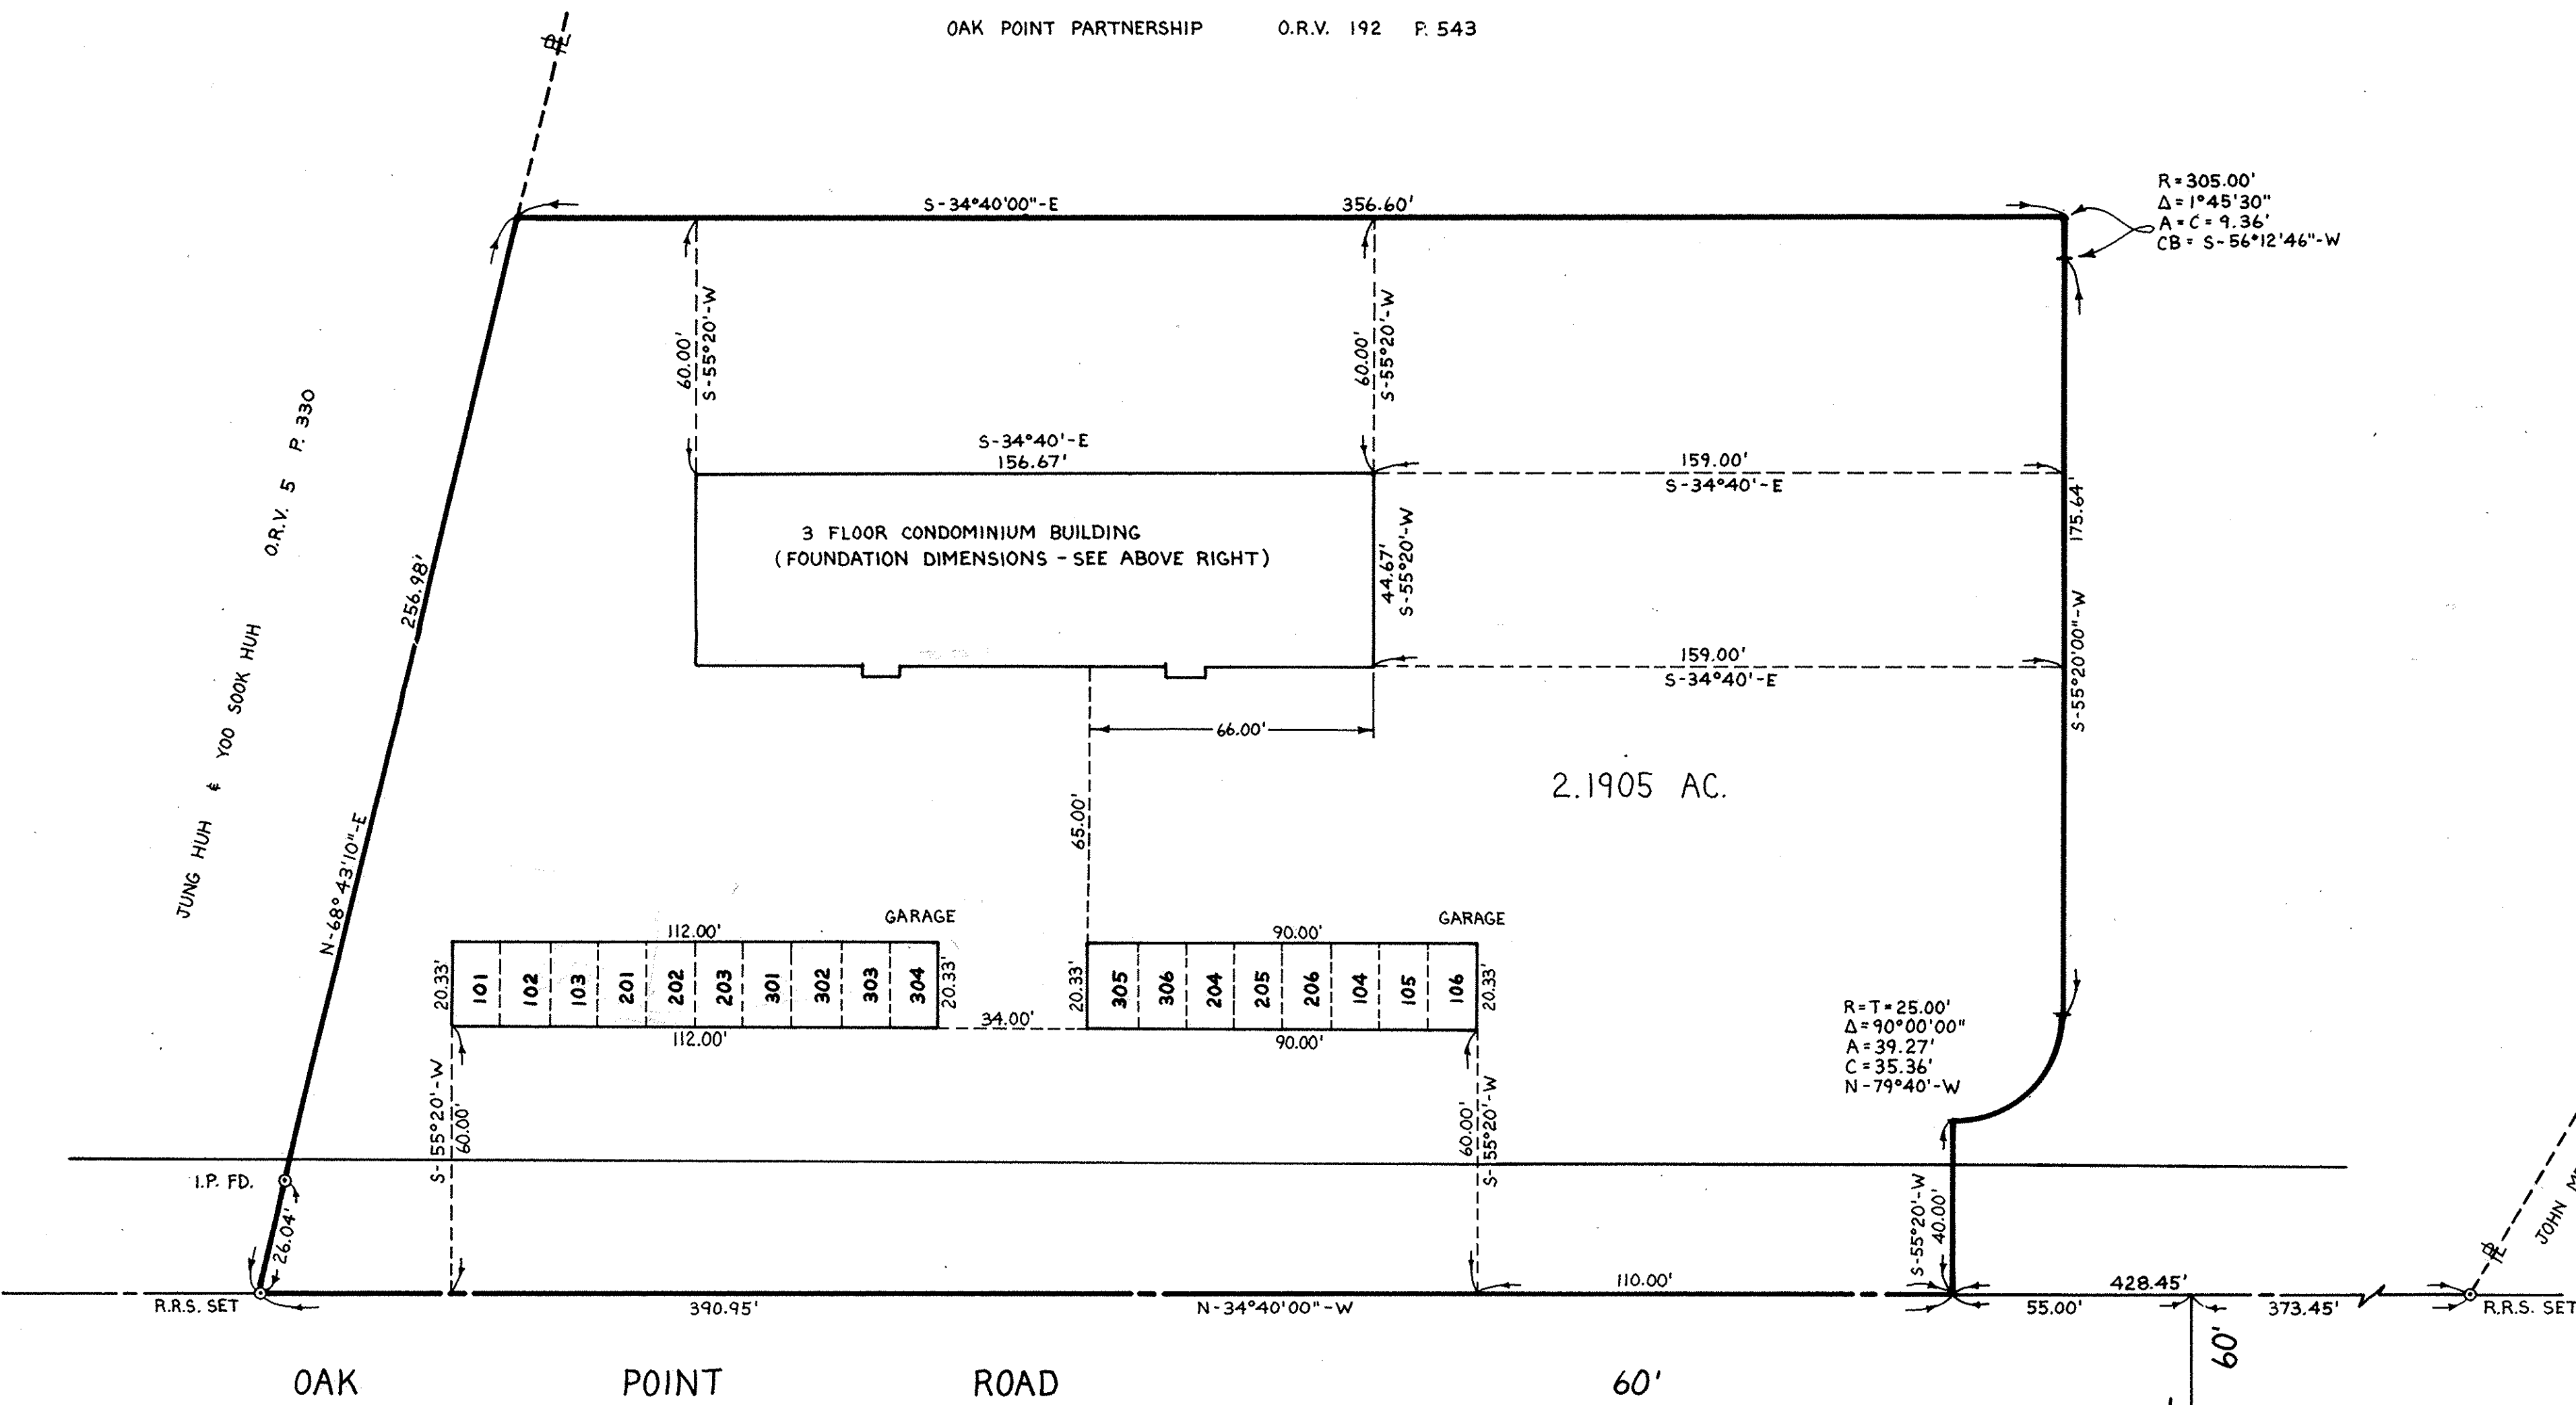 OAK POINT PARTNERSHIP O.R.V. 192 P. 543
PL
R=305.00'
Δ=1°45'30"
A=C=9.36'
CB= S-56°12'46"-W
S-34°40'00"-E 356.60'
60.00'
S-55°20'-W
60.00'
S-55°20'-W
JUNG HUH & YOO SOOK HUH O.R.V. 5 P. 330
256.98'
N-68°43'10"-E
S-34°40'-E
156.67'
159.00'
S-34°40'-E
3 FLOOR CONDOMINIUM BUILDING
(FOUNDATION DIMENSIONS - SEE ABOVE RIGHT)
44.67'
S-55°20'-W
175.64'
S-55°20'00"-W
159.00'
S-34°40'-E
66.00'
2.1905 AC.
65.00'
GARAGE
112.00'
20.33'
101 102 103 201 202 203 301 302 303 304
20.33'
112.00'
34.00'
GARAGE
90.00'
20.33'
305 306 204 205 206 104 105 106
20.33'
90.00'
R=T=25.00'
Δ=90°00'00"
A=39.27'
C=35.36'
N-79°40'-W
S-55°20'-W
60.00'
60.00'
S-55°20'-W
I.P. FD.
26.04'
S-55°20'-W
40.00'
PL
JOHN
R.R.S. SET
390.95'
N-34°40'00"-W
110.00'
428.45'
55.00'
373.45'
R.R.S. SET
60'
OAK POINT ROAD 60'